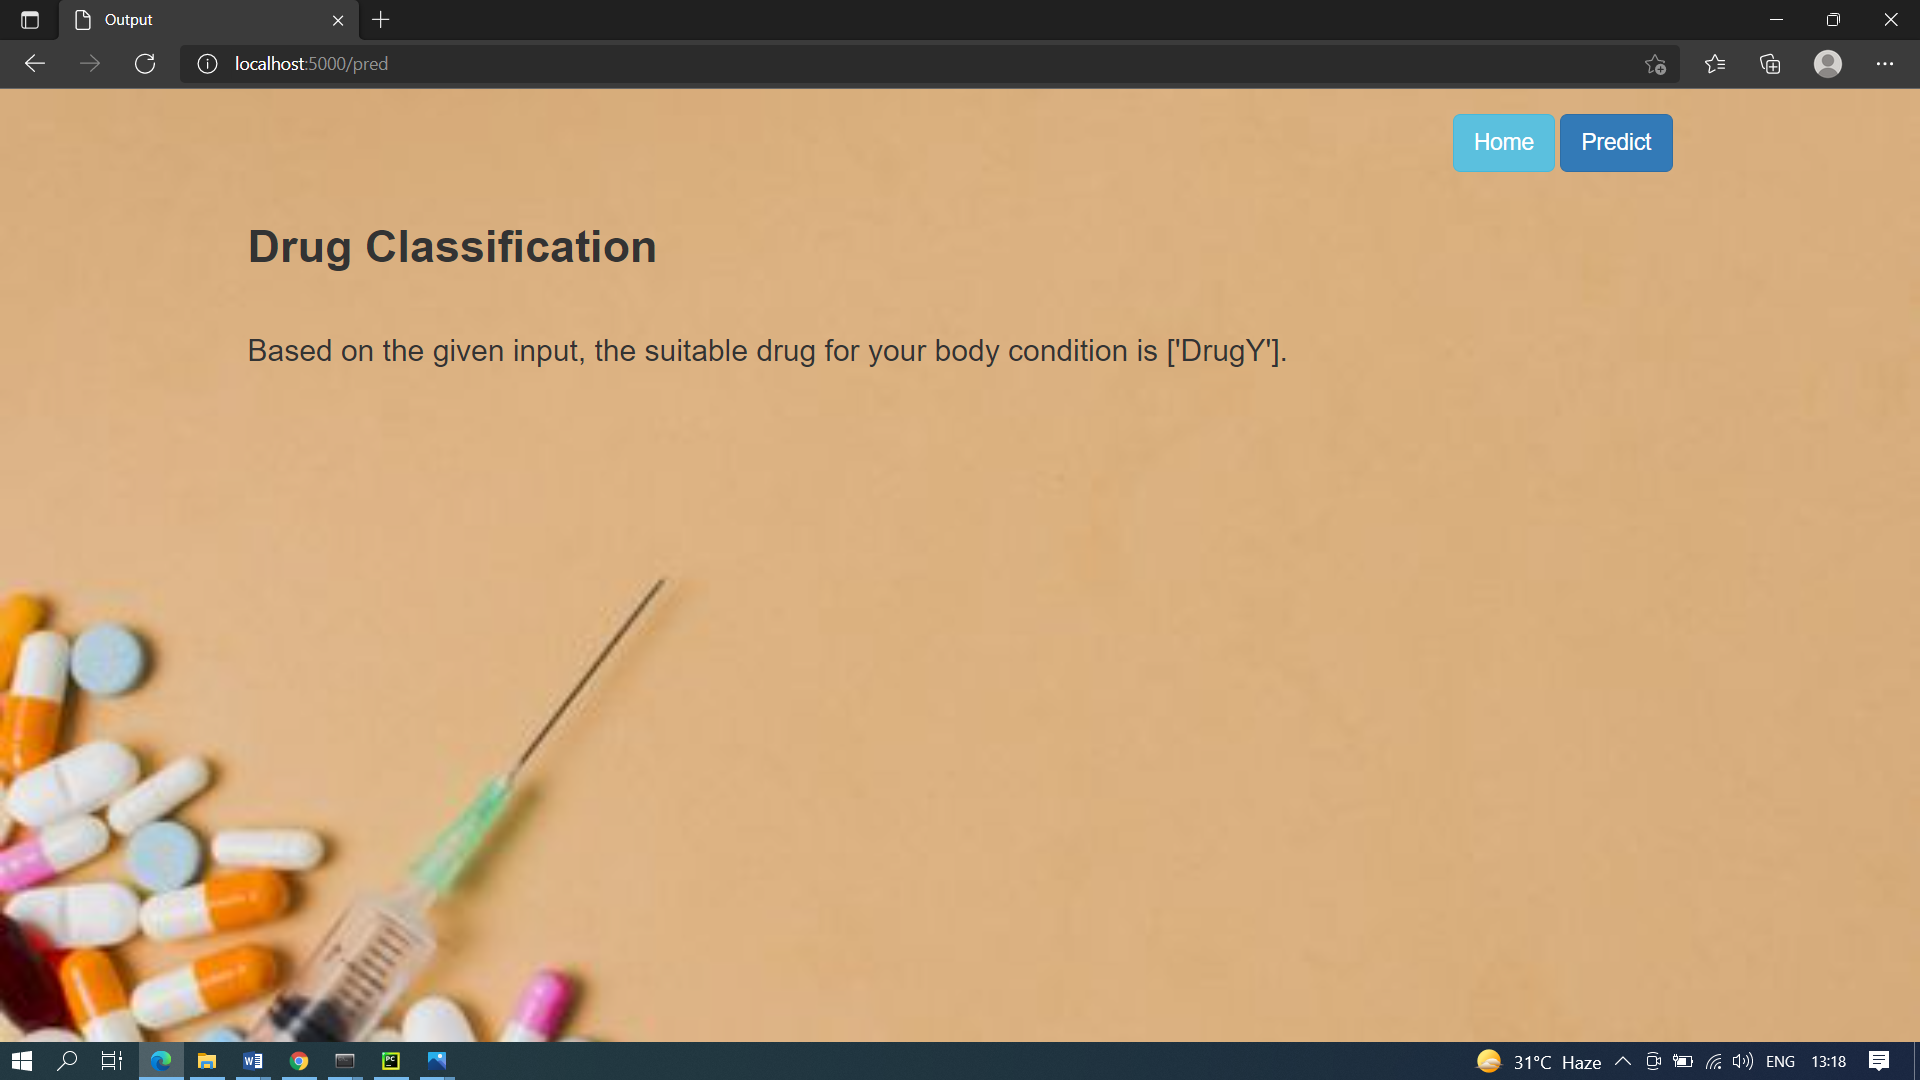 Output
localhost:5000/pred
Home Predict
Drug Classification
Based on the given input, the suitable drug for your body condition is ['DrugY'].
31°C Haze ENG 13:18